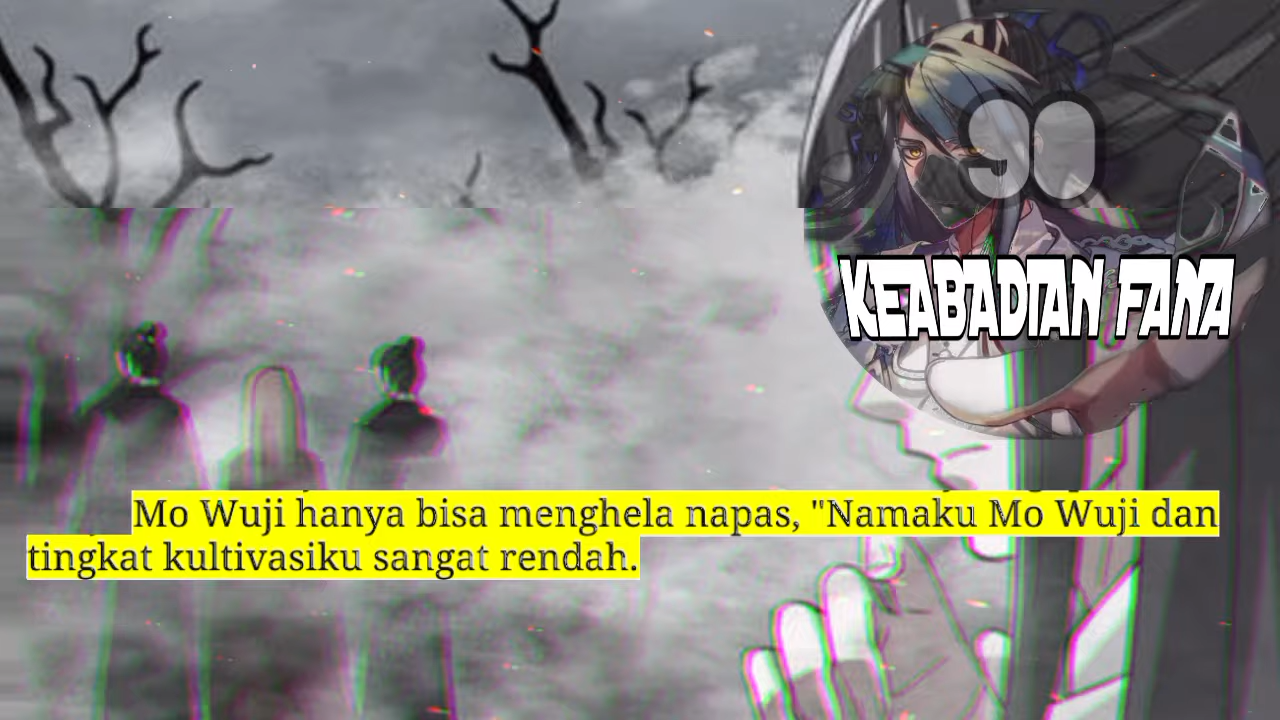 90
KEABADIAN FANA
Mo Wuji hanya bisa menghela napas, "Namaku Mo Wuji dan
tingkat kultivasiku sangat rendah.